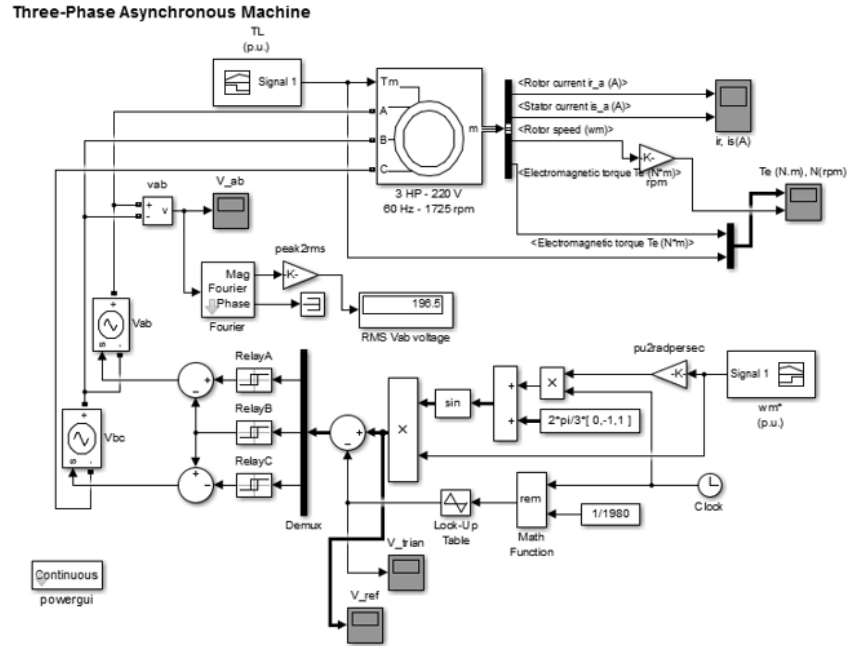 Three-Phase Asynchronous Machine
TL
(p.u.)
Signal 1
Tm
A
B
C
m
3 HP - 220 V
60 Hz - 1725 rpm
<Rotor current ir_a (A)>
<Stator current is_a (A)>
<Rotor speed (wm)>
<Electromagnetic torque Te (N*m)>
-K-
rpm
ir, is(A)
Te (N.m), N(rpm)
<Electromagnetic torque Te (N*m)>
vab
+
-
v
V_ab
Mag
Fourier
Phase
Fourier
peak2rms
-K-
196.5
RMS Vab voltage
+
s
-
Vab
+
s
-
Vbc
RelayA
RelayB
RelayC
+
−
+
−
Demux
+
−
×
sin
+
+
×
2*pi/3*[ 0,-1,1 ]
pu2radpersec
-K-
Signal 1
wm*
(p.u.)
Clock
rem
Math
Function
1/1980
Look-Up
Table
V_trian
V_ref
Continuous
powergui